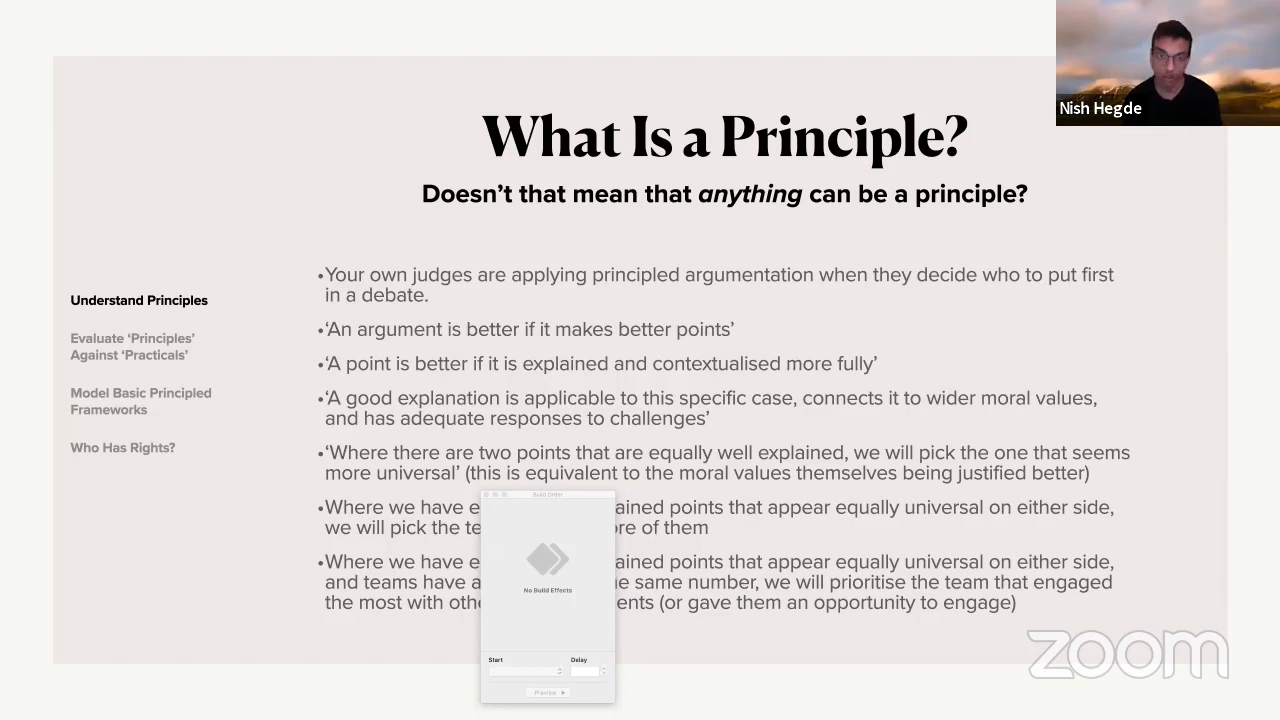 Nish Hegde
What Is a Principle?
Doesn't that mean that anything can be a principle?
Understand Principles
Evaluate ‘Principles’
Against ‘Practicals’
Model Basic Principled
Frameworks
Who Has Rights?
•Your own judges are applying principled argumentation when they decide who to put first
in a debate.
•‘An argument is better if it makes better points’
•‘A point is better if it is explained and contextualised more fully’
•‘A good explanation is applicable to this specific case, connects it to wider moral values,
and has adequate responses to challenges’
•‘Where there are two points that are equally well explained, we will pick the one that seems
more universal’ (this is equivalent to the moral values themselves being justified better)
•Where we have e ained points that appear equally universal on either side,
we will pick the te ore of them
•Where we have e ained points that appear equally universal on either side,
and teams have a e same number, we will prioritise the team that engaged
the most with othe ents (or gave them an opportunity to engage)
Build Order
No Build Effects
Start Delay
Preview
zoom